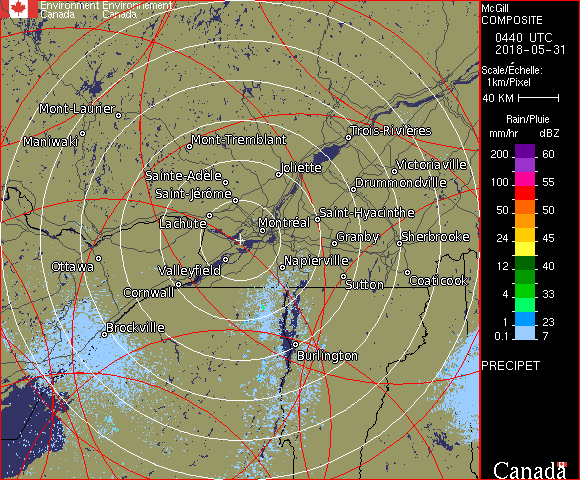 Environment Environnement
Canada Canada
McGill
COMPOSITE
0440 UTC
2018-05-31
Scale/Échelle:
1km/Pixel
40 KM
Rain/Pluie
mm/hr dBZ
200 60
100 55
50 50
24 45
12 40
4 33
1 23
0.1 7
PRECIPET
Canada
Mont-Laurier
Maniwaki
Mont-Tremblant
Trois-Rivières
Joliette
Victoriaville
Sainte-Adèle
Drummondville
Saint-Jérôme
Saint-Hyacinthe
Lachute
Montréal
Granby
Sherbrooke
Ottawa
Valleyfield
Napierville
Cornwall
Sutton
Coaticook
Brockville
Burlington